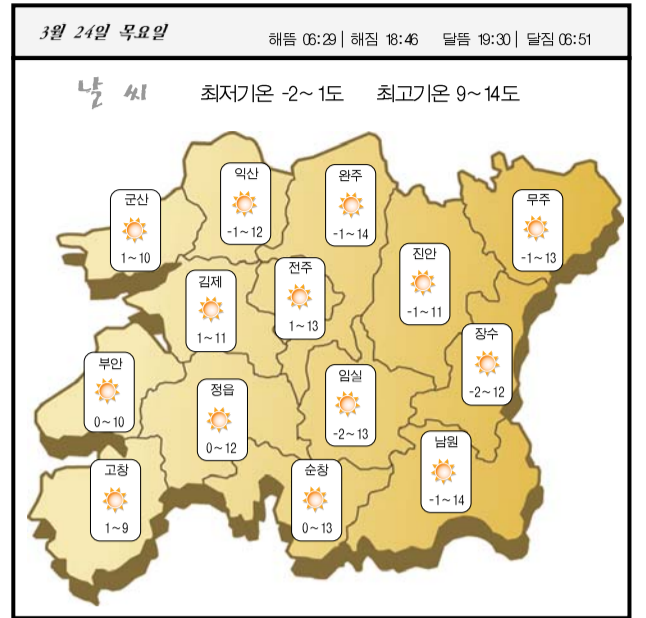 3월 24일 목요일
해뜸 06:29 | 해짐 18:46 달뜸 19:30 | 달짐 06:51
날 씨
최저기온 -2~1도 최고기온 9~14도
익산
-1~12
완주
-1~14
군산
1~10
무주
-1~13
진안
-1~11
전주
1~13
김제
1~11
장수
-2~12
부안
0~10
임실
-2~13
정읍
0~12
남원
-1~14
고창
1~9
순창
0~13